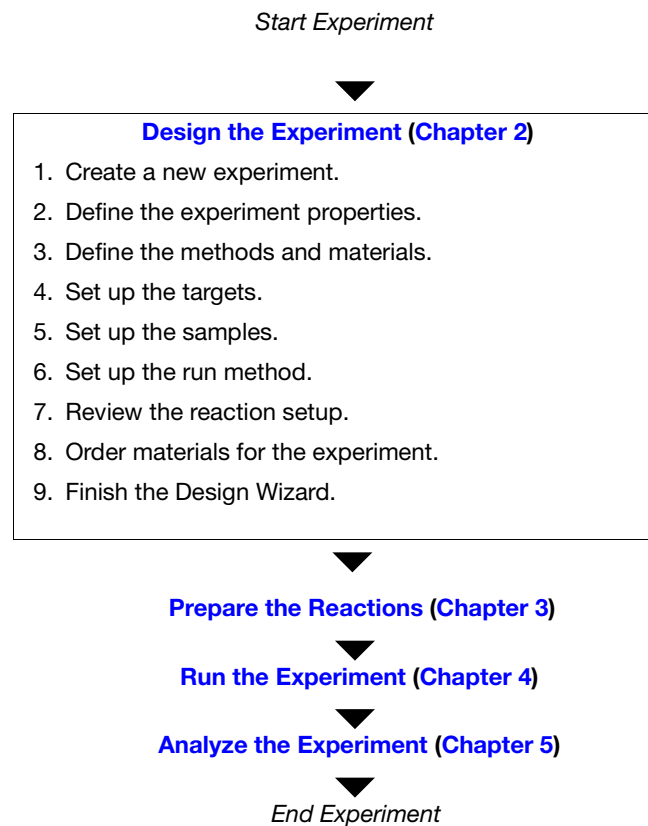 Start Experiment
Design the Experiment (Chapter 2)
1. Create a new experiment.
2. Define the experiment properties.
3. Define the methods and materials.
4. Set up the targets.
5. Set up the samples.
6. Set up the run method.
7. Review the reaction setup.
8. Order materials for the experiment.
9. Finish the Design Wizard.
Prepare the Reactions (Chapter 3)
Run the Experiment (Chapter 4)
Analyze the Experiment (Chapter 5)
End Experiment